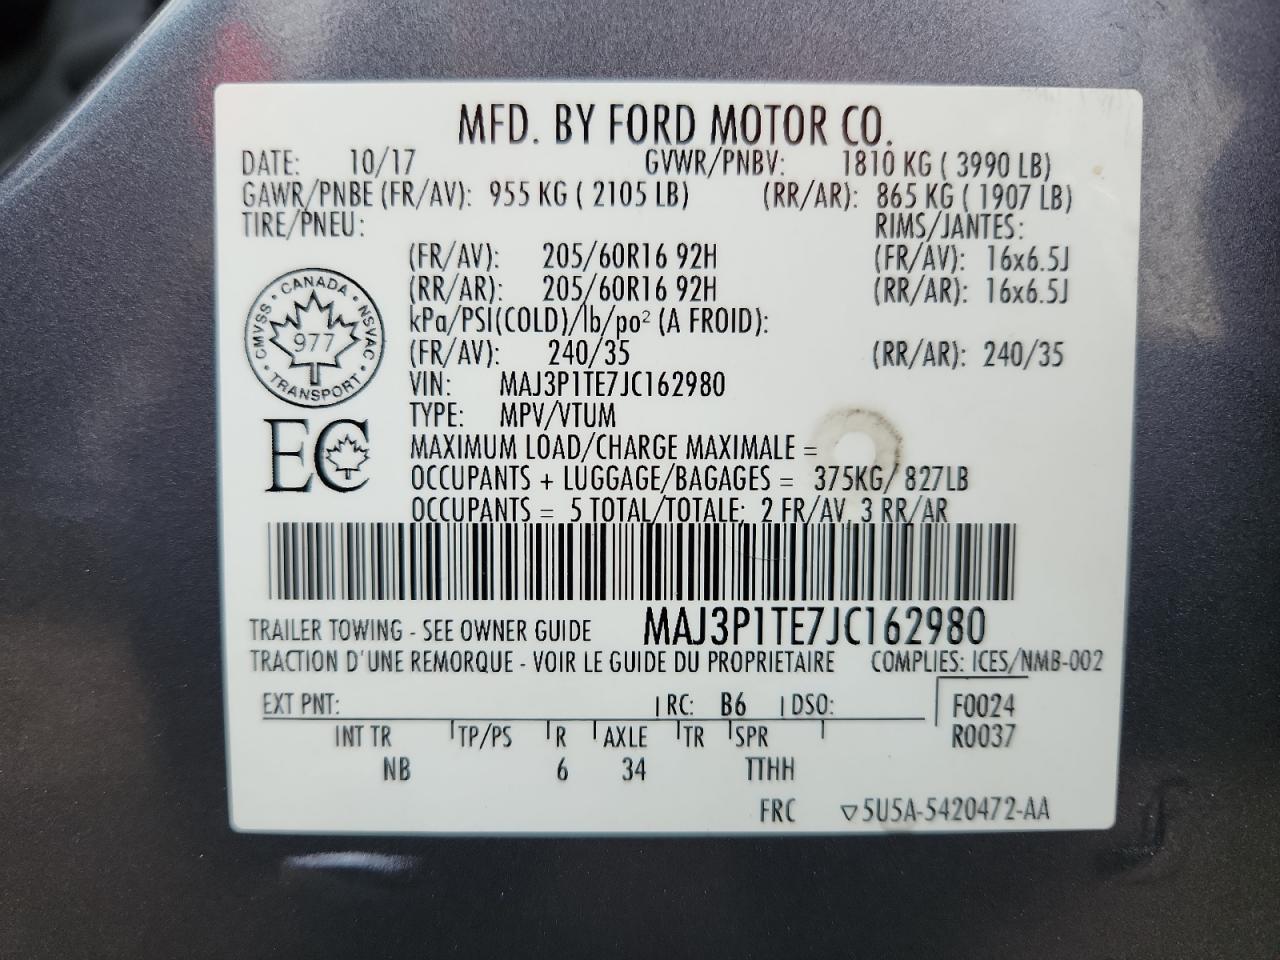 MFD. BY FORD MOTOR CO.
DATE: 10/17 GVWR/PNBV: 1810 KG ( 3990 LB)
GAWR/PNBE (FR/AV): 955 KG ( 2105 LB) (RR/AR): 865 KG ( 1907 LB)
TIRE/PNEU: RIMS/JANTES:
(FR/AV): 205/60R16 92H (FR/AV): 16x6.5J
(RR/AR): 205/60R16 92H (RR/AR): 16x6.5J
kPa/PSI(COLD)/lb/po² (A FROID):
(FR/AV): 240/35 (RR/AR): 240/35
CMVSS · CANADA · NSVAC · TRANSPORT ·
977
VIN: MAJ3P1TE7JC162980
TYPE: MPV/VTUM
EC
MAXIMUM LOAD/CHARGE MAXIMALE =
OCCUPANTS + LUGGAGE/BAGAGES = 375KG/ 827LB
OCCUPANTS = 5 TOTAL/TOTALE; 2 FR/AV, 3 RR/AR
TRAILER TOWING - SEE OWNER GUIDE MAJ3P1TE7JC162980
TRACTION D'UNE REMORQUE - VOIR LE GUIDE DU PROPRIETAIRE COMPLIES: ICES/NMB-002
EXT PNT: RC: B6 DSO: F0024
INT TR TP/PS R AXLE TR SPR R0037
NB 6 34 TTHH
FRC ▽5U5A-5420472-AA